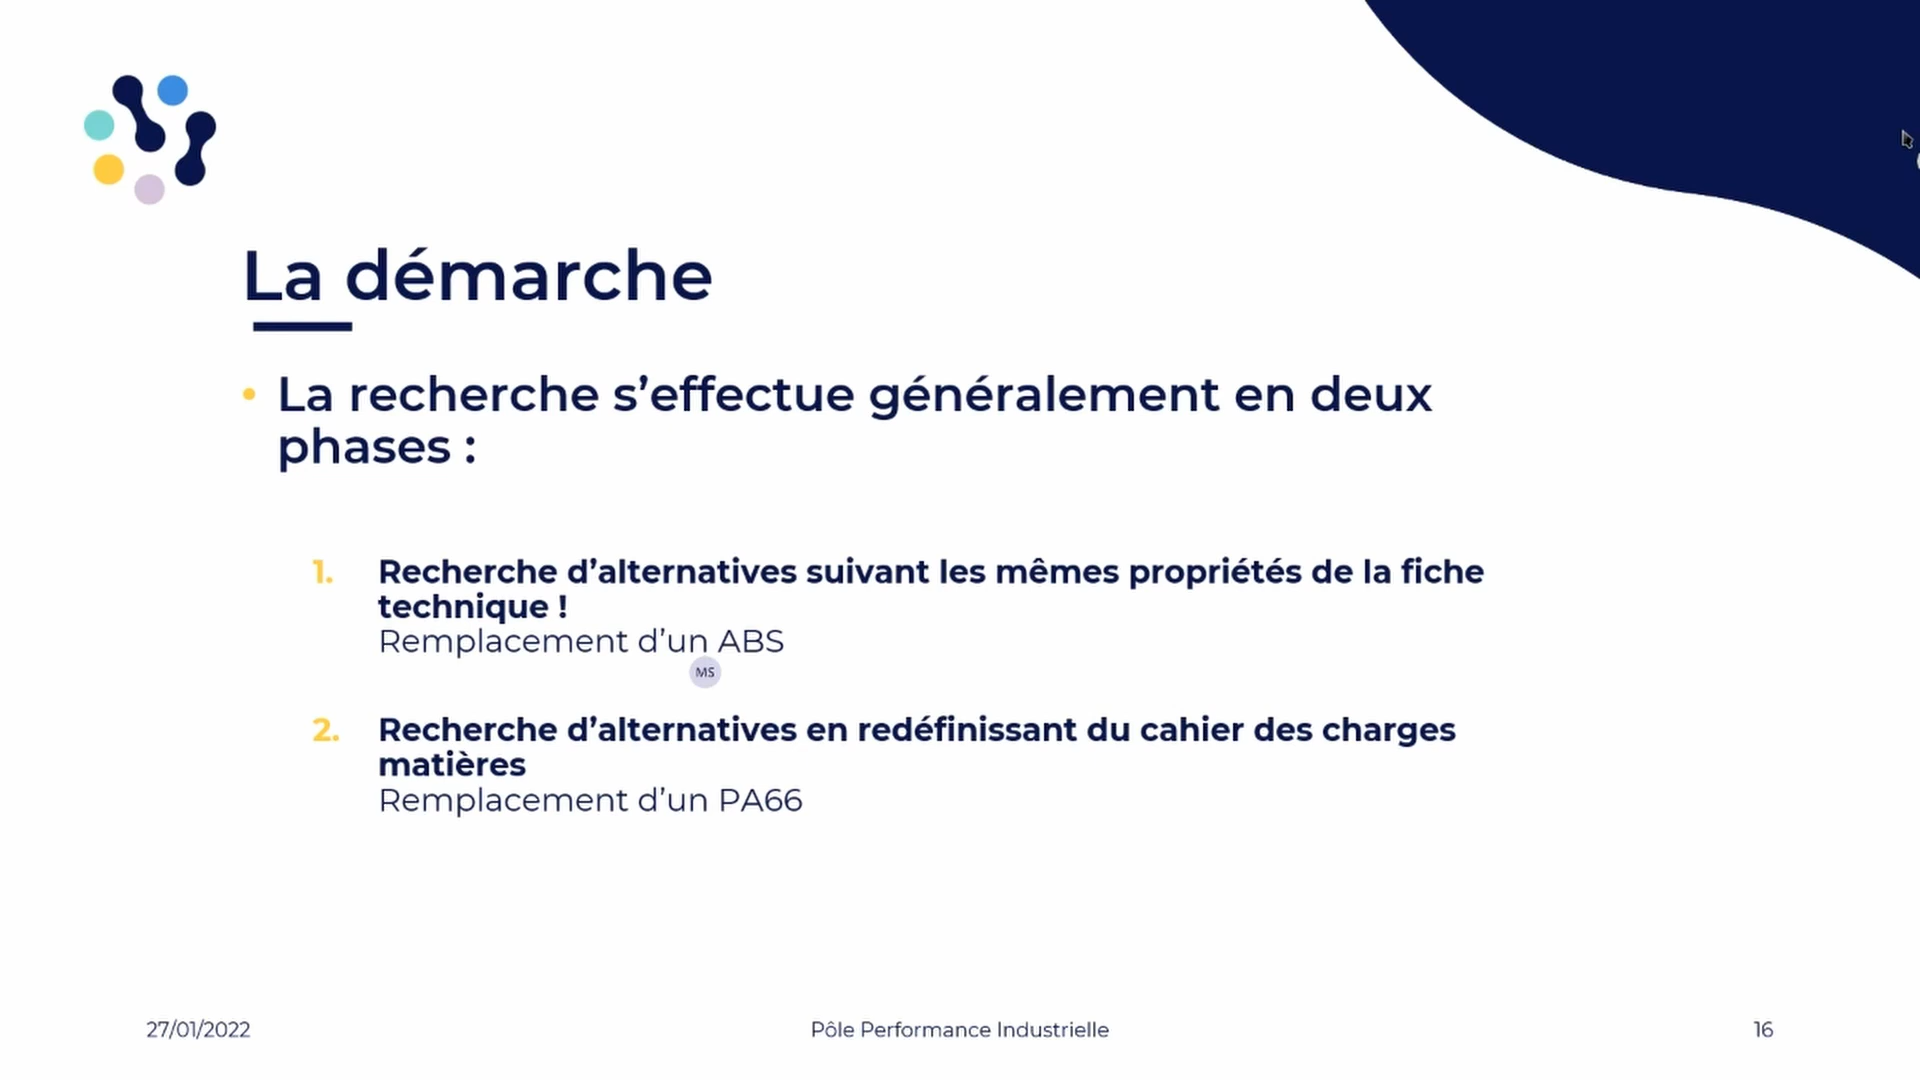 La démarche
• La recherche s’effectue généralement en deux
phases :
1. Recherche d’alternatives suivant les mêmes propriétés de la fiche
technique !
Remplacement d’un ABS
MS
2. Recherche d’alternatives en redéfinissant du cahier des charges
matières
Remplacement d’un PA66
27/01/2022
Pôle Performance Industrielle
16